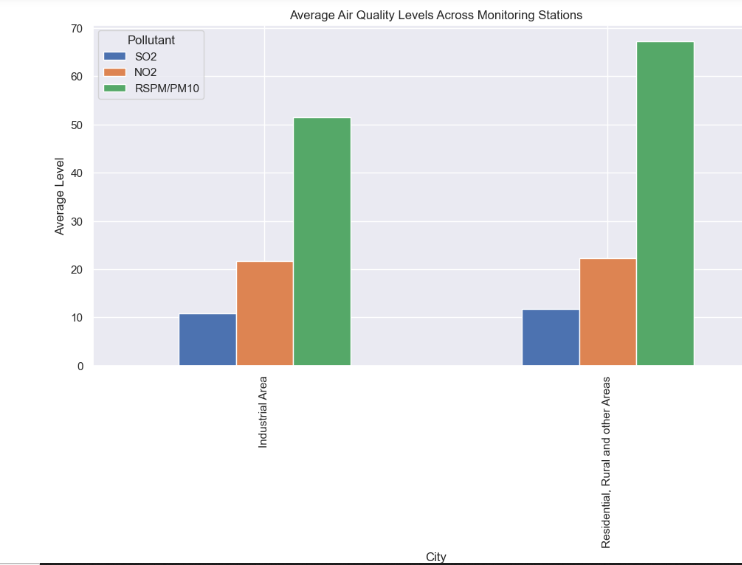 Average Air Quality Levels Across Monitoring Stations
Pollutant
SO2
NO2
RSPM/PM10
70
60
50
40
30
20
10
0
Average Level
Industrial Area
Residential, Rural and other Areas
City